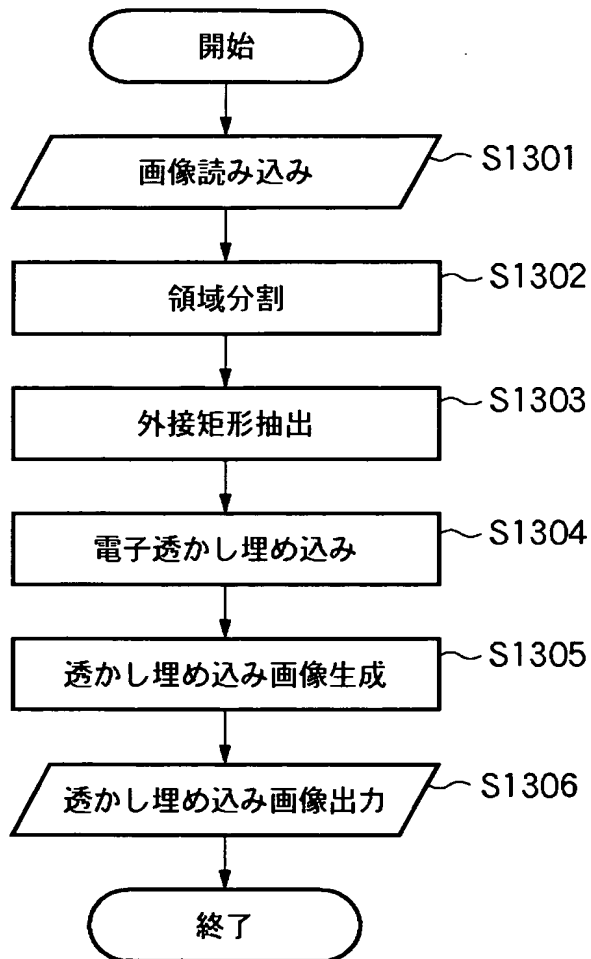 開始
画像読み込み
S1301
領域分割
S1302
外接矩形抽出
S1303
電子透かし埋め込み
S1304
透かし埋め込み画像生成
S1305
透かし埋め込み画像出力
S1306
終了